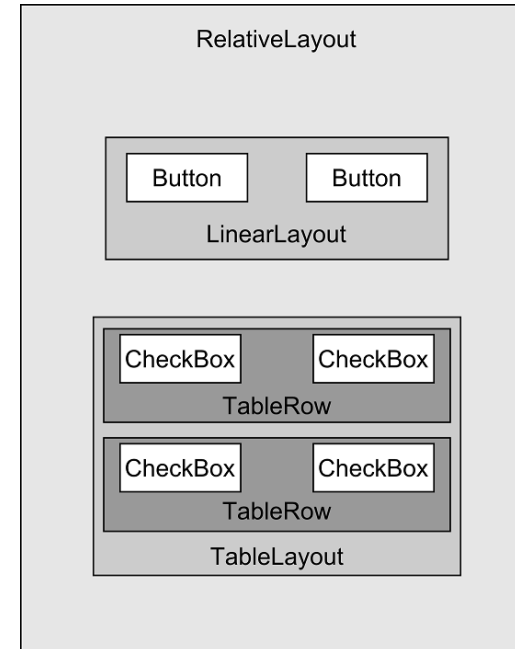 RelativeLayout
Button Button
LinearLayout
CheckBox CheckBox
TableRow
CheckBox CheckBox
TableRow
TableLayout